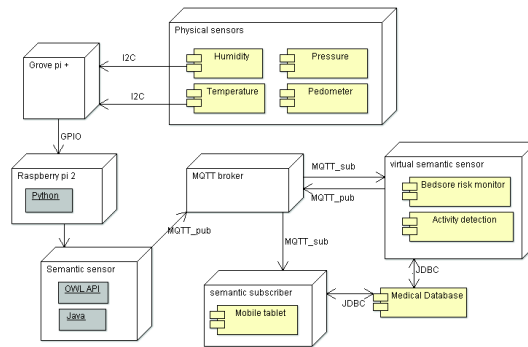 Physical sensors
Humidity
Pressure
Temperature
Pedometer
I2C
I2C
Grove pi +
GPIO
Raspberry pi 2
Python
Semantic sensor
OWL API
Java
MQTT_pub
MQTT broker
MQTT_sub
MQTT_pub
MQTT_sub
virtual semantic sensor
Bedsore risk monitor
Activity detection
JDBC
semantic subscriber
Mobile tablet
JDBC
Medical Database